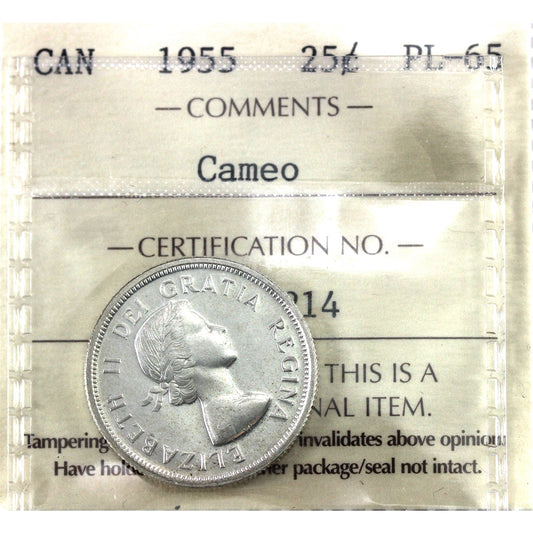 CAN 1955 25¢ PL-65
— COMMENTS —
Cameo
— CERTIFICATION NO. —
214
THIS IS A
NAL ITEM.
Tampering invalidates above opinion
Have package/seal not intact.
ELIZABETH II DEI GRATIA REGINA